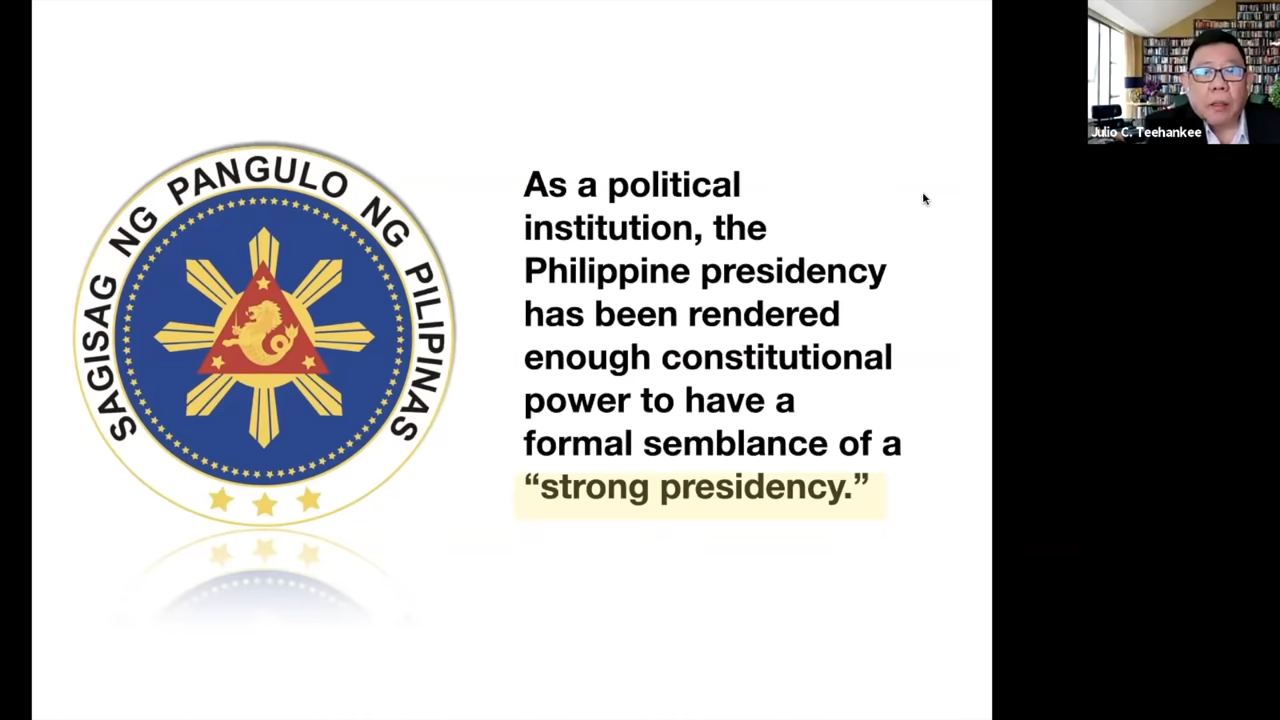 SAGISAG NG PANGULO NG PILIPINAS
As a political
institution, the
Philippine presidency
has been rendered
enough constitutional
power to have a
formal semblance of a
“strong presidency.”
Julio C. Teehankee